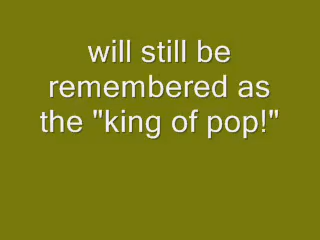 will still be
remembered as
the "king of pop!"